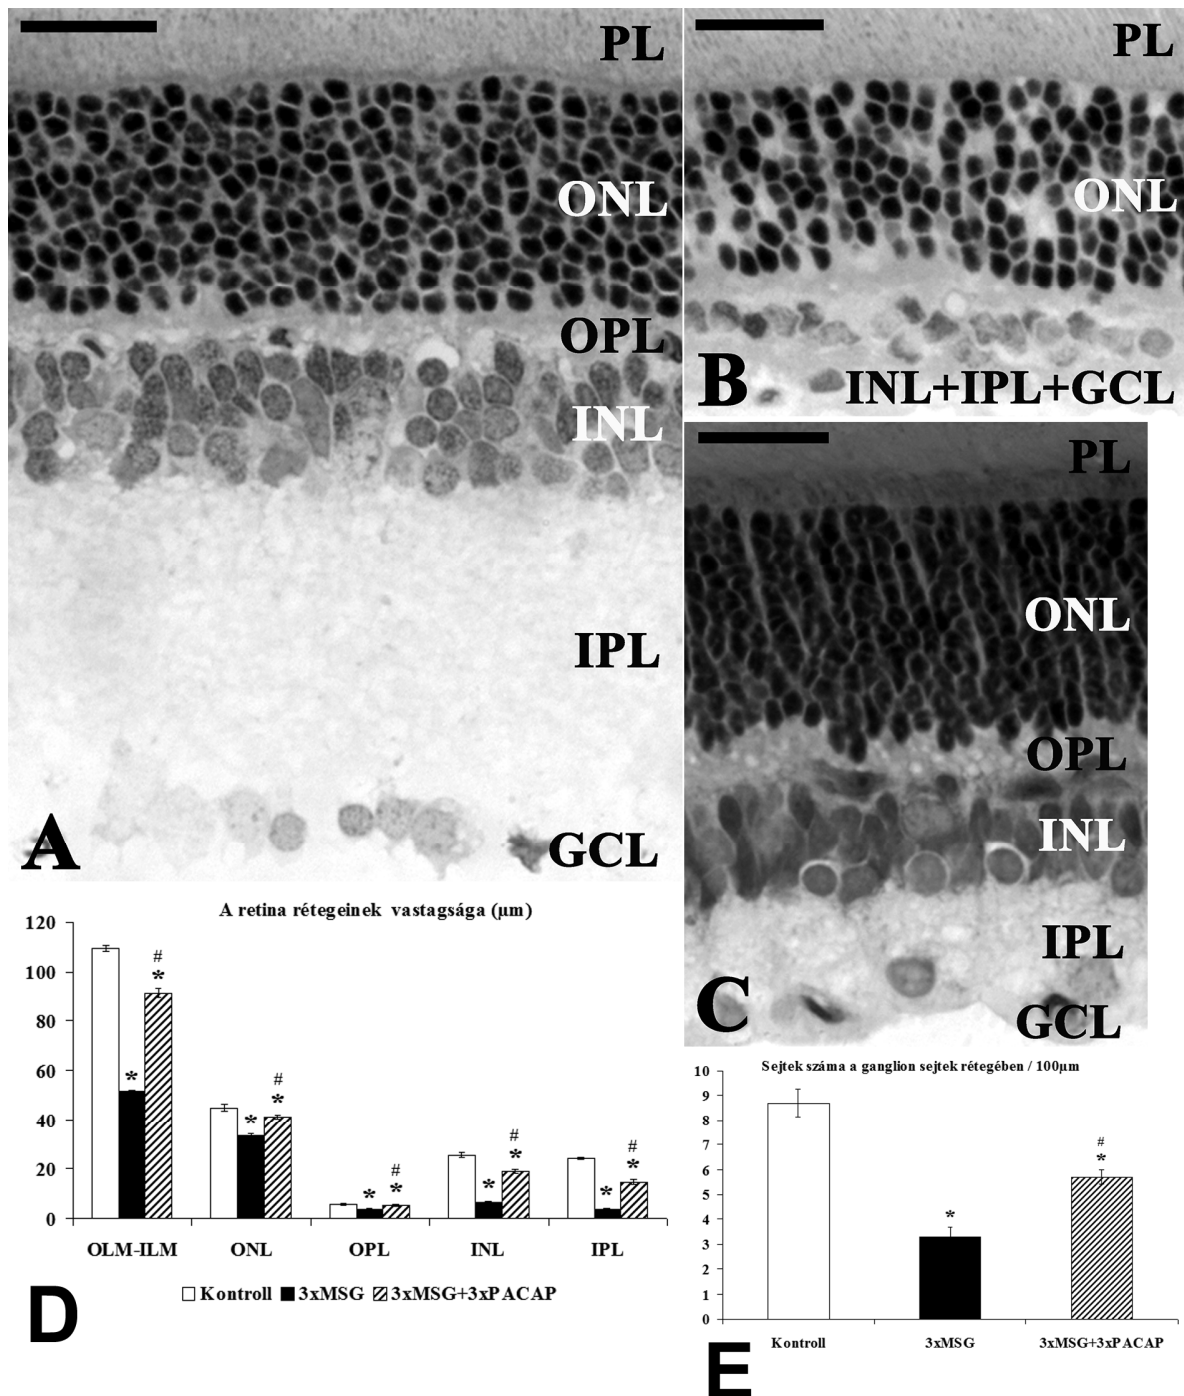 PL
ONL
OPL
INL
IPL
GCL
A
PL
ONL
INL+IPL+GCL
B
PL
ONL
OPL
INL
IPL
GCL
C
A retina rétegeinek vastagsága (µm)
120
100
80
60
40
20
0
#
*
*
#
*
*
#
*
*
#
*
*
#
*
*
OLM-ILM ONL OPL INL IPL
Kontroll 3xMSG 3xMSG+3xPACAP
D
Sejtek száma a ganglion sejtek rétegében / 100µm
10
9
8
7
6
5
4
3
2
1
0
#
*
*
Kontroll 3xMSG 3xMSG+3xPACAP
E